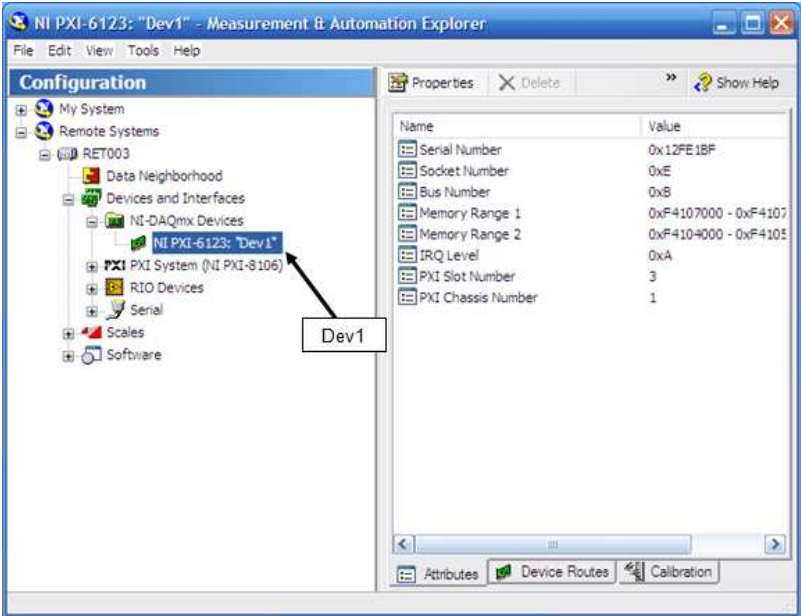 NI PXI-6123: "Dev1" - Measurement & Automation Explorer
File Edit View Tools Help
Configuration
My System
Remote Systems
RET003
Data Neighborhood
Devices and Interfaces
NI-DAQmx Devices
NI PXI-6123: "Dev1"
PXI PXI System (NI PXI-8106)
RIO Devices
Serial
Scales
Software
Dev1
Properties Delete » Show Help
Name Value
Serial Number 0x12FE1BF
Socket Number 0xE
Bus Number 0xB
Memory Range 1 0xF4107000 - 0xF4107
Memory Range 2 0xF4104000 - 0xF4105
IRQ Level 0xA
PXI Slot Number 3
PXI Chassis Number 1
Attributes Device Routes Calibration